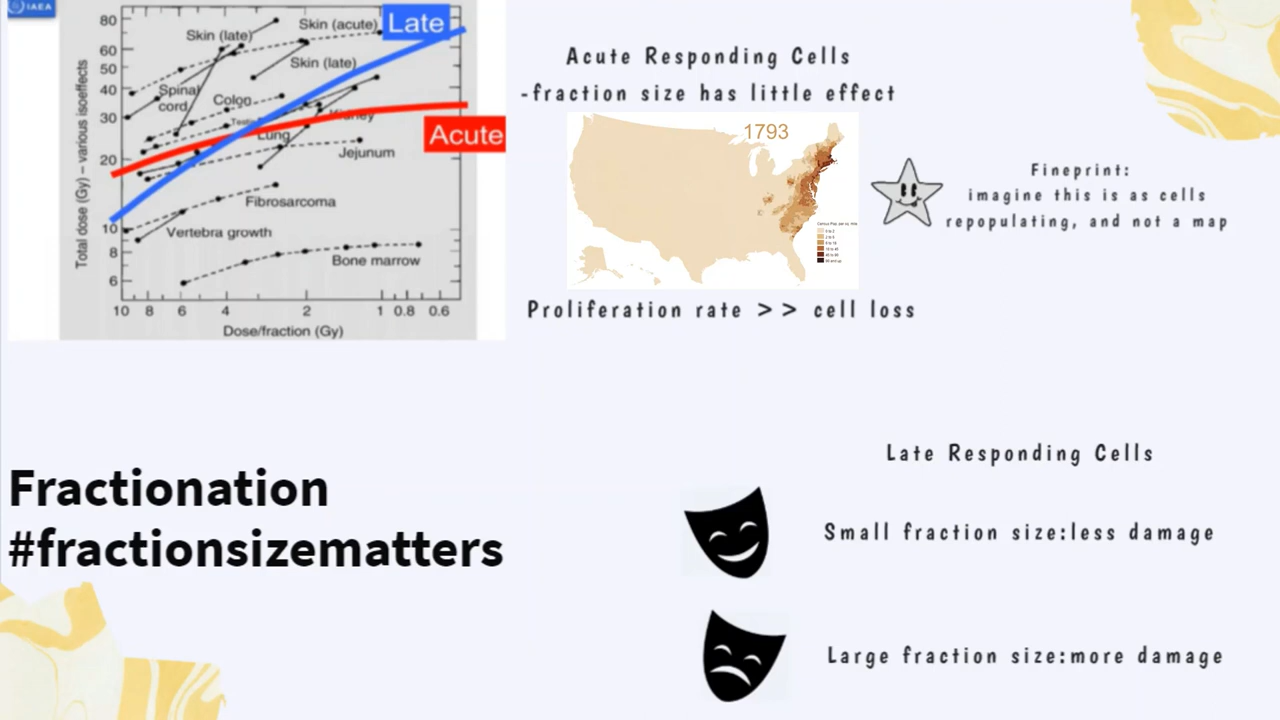 IAEA
80
60
50
40
30
20
10
8
6
Total dose (Gy) – various isoeffects
Skin (late)
Skin (acute)
Late
Skin (late)
Spinal
cord
Colon
Kidney
Lung
Acute
Jejunum
Fibrosarcoma
Vertebra growth
Bone marrow
10 8 6 4 2 1 0.8 0.6
Dose/fraction (Gy)
Acute Responding Cells
-fraction size has little effect
1793
Fineprint:
imagine this is as cells
repopulating, and not a map
Proliferation rate >> cell loss
Fractionation
#fractionsizematters
Late Responding Cells
Small fraction size:less damage
Large fraction size:more damage